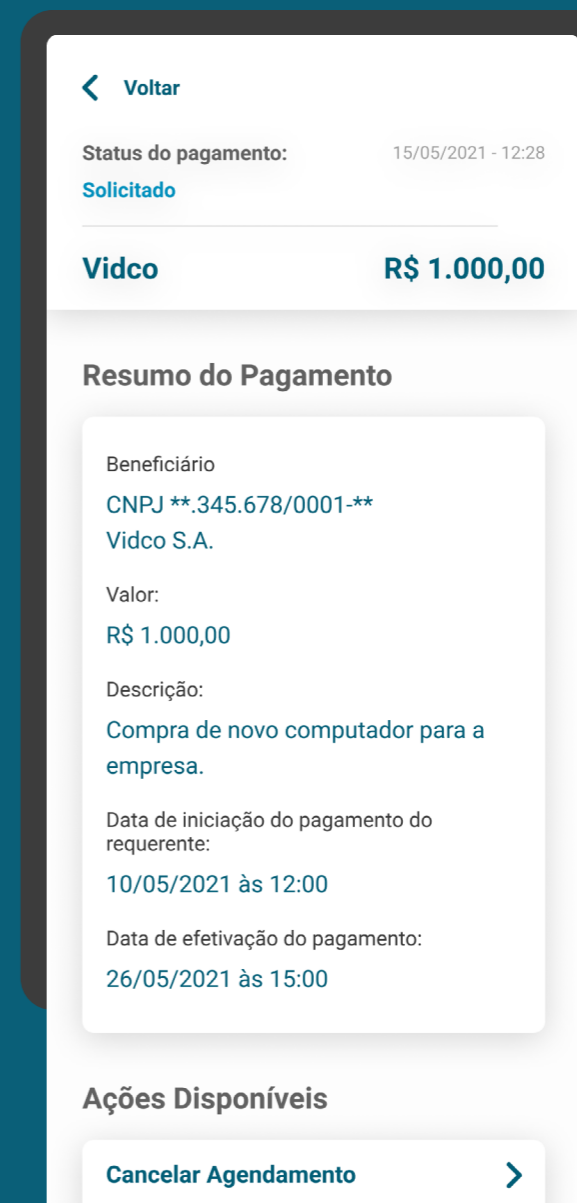 Voltar
Status do pagamento: 15/05/2021 - 12:28
Solicitado
Vidco R$ 1.000,00
Resumo do Pagamento
Beneficiário
CNPJ **.345.678/0001-**
Vidco S.A.
Valor:
R$ 1.000,00
Descrição:
Compra de novo computador para a
empresa.
Data de iniciação do pagamento do
requerente:
10/05/2021 às 12:00
Data de efetivação do pagamento:
26/05/2021 às 15:00
Ações Disponíveis
Cancelar Agendamento